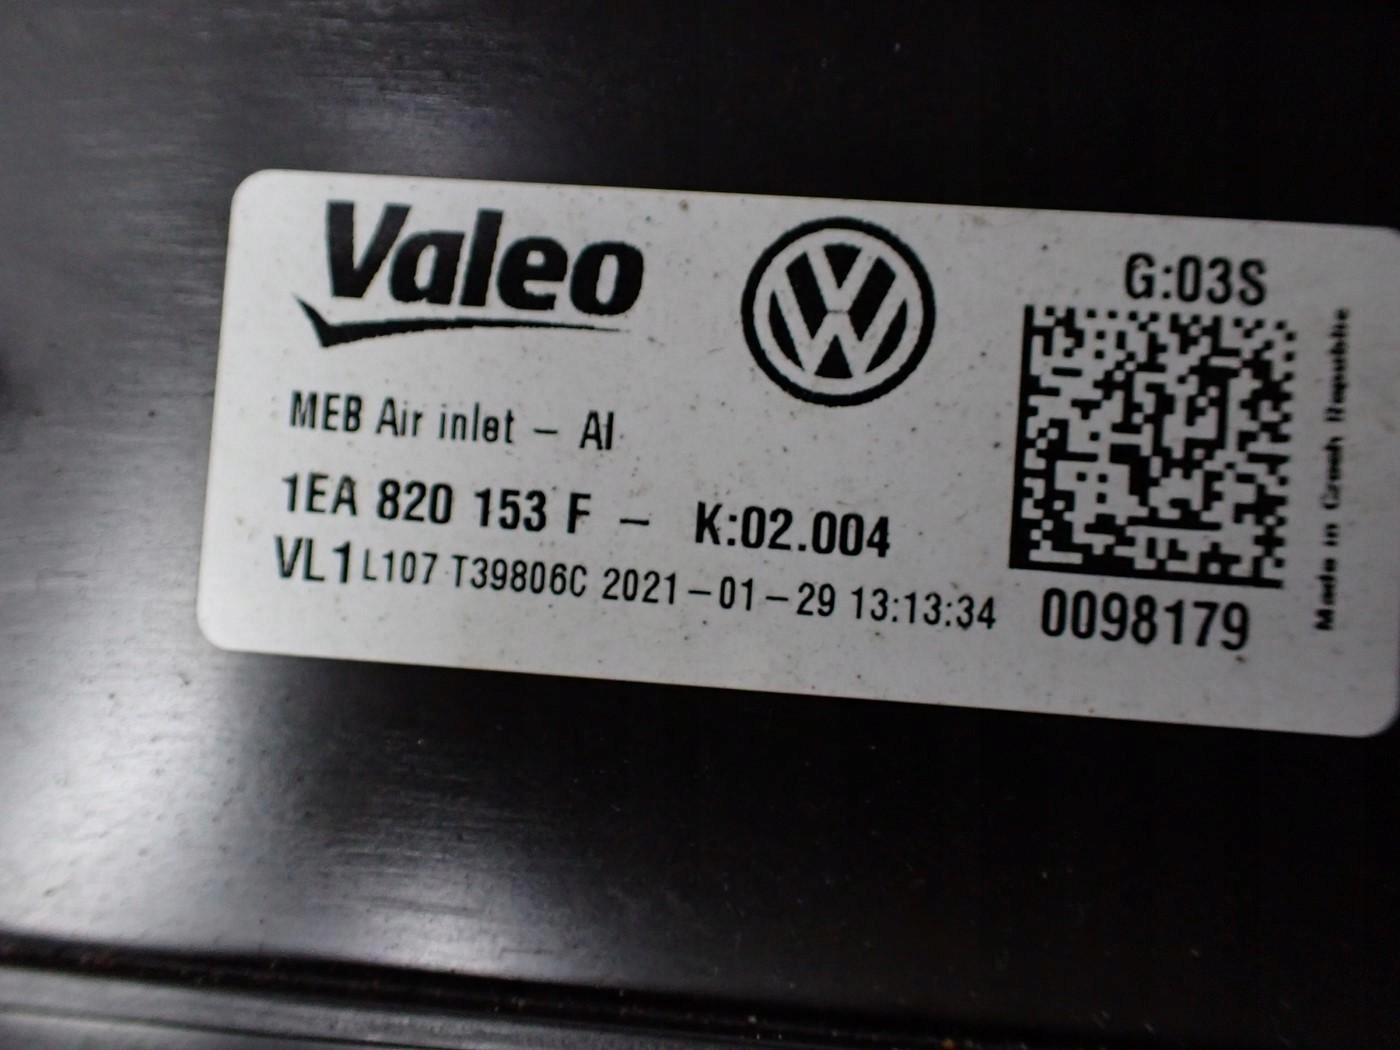 Valeo
G:03S
MEB Air inlet - AI
1EA 820 153 F - K:02.004
VL1 L107 T39806C 2021-01-29 13:13:34
0098179
Made in Czech Republic